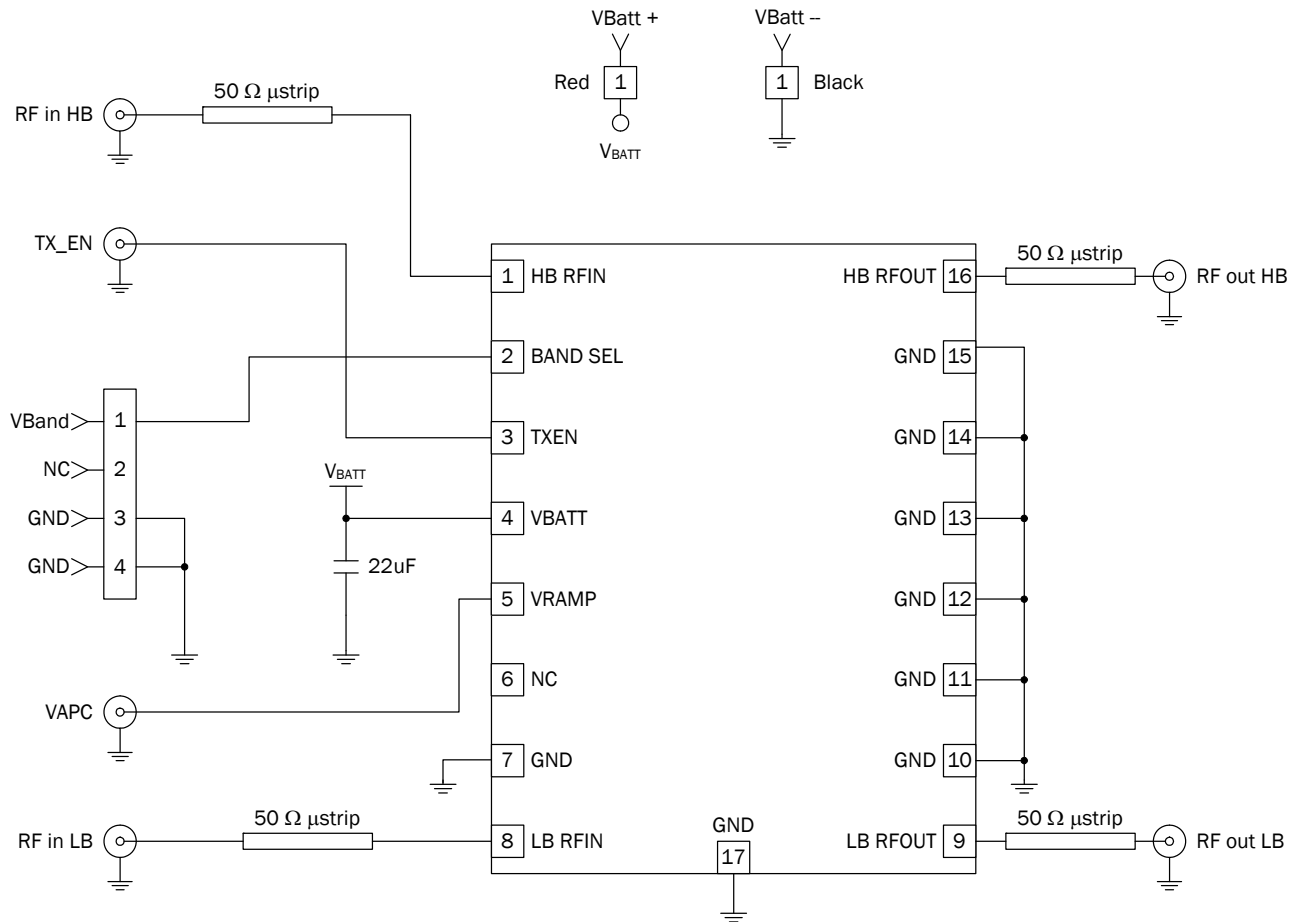 VBatt +
VBatt --
Red 1
1 Black
VBATT
RF in HB
50 Ω µstrip
TX_EN
1 HB RFIN
HB RFOUT 16
50 Ω µstrip
RF out HB
2 BAND SEL
GND 15
VBand 1
3 TXEN
GND 14
NC 2
VBATT
GND 3
4 VBATT
GND 13
GND 4
22uF
5 VRAMP
GND 12
6 NC
GND 11
VAPC
7 GND
GND 10
RF in LB
50 Ω µstrip
8 LB RFIN
GND
17
LB RFOUT 9
50 Ω µstrip
RF out LB